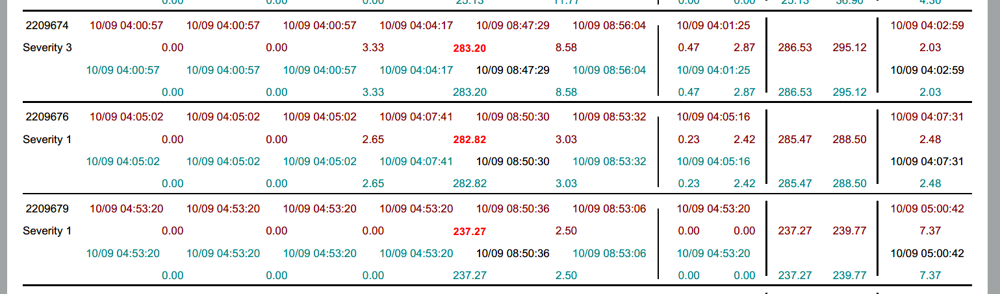 0.00 0.00 0.00 25.13 11.77 0.00 0.00 25.13 36.90 4.30
2209674 10/09 04:00:57 10/09 04:00:57 10/09 04:00:57 10/09 04:04:17 10/09 08:47:29 10/09 08:56:04 10/09 04:01:25 10/09 04:02:59
Severity 3 0.00 0.00 3.33 283.20 8.58 0.47 2.87 286.53 295.12 2.03
10/09 04:00:57 10/09 04:00:57 10/09 04:00:57 10/09 04:04:17 10/09 08:47:29 10/09 08:56:04 10/09 04:01:25 10/09 04:02:59
0.00 0.00 3.33 283.20 8.58 0.47 2.87 286.53 295.12 2.03
2209676 10/09 04:05:02 10/09 04:05:02 10/09 04:05:02 10/09 04:07:41 10/09 08:50:30 10/09 08:53:32 10/09 04:05:16 10/09 04:07:31
Severity 1 0.00 0.00 2.65 282.82 3.03 0.23 2.42 285.47 288.50 2.48
10/09 04:05:02 10/09 04:05:02 10/09 04:05:02 10/09 04:07:41 10/09 08:50:30 10/09 08:53:32 10/09 04:05:16 10/09 04:07:31
0.00 0.00 2.65 282.82 3.03 0.23 2.42 285.47 288.50 2.48
2209679 10/09 04:53:20 10/09 04:53:20 10/09 04:53:20 10/09 04:53:20 10/09 08:50:36 10/09 08:53:06 10/09 04:53:20 10/09 05:00:42
Severity 1 0.00 0.00 0.00 237.27 2.50 0.00 0.00 237.27 239.77 7.37
10/09 04:53:20 10/09 04:53:20 10/09 04:53:20 10/09 04:53:20 10/09 08:50:36 10/09 08:53:06 10/09 04:53:20 10/09 05:00:42
0.00 0.00 0.00 237.27 2.50 0.00 0.00 237.27 239.77 7.37